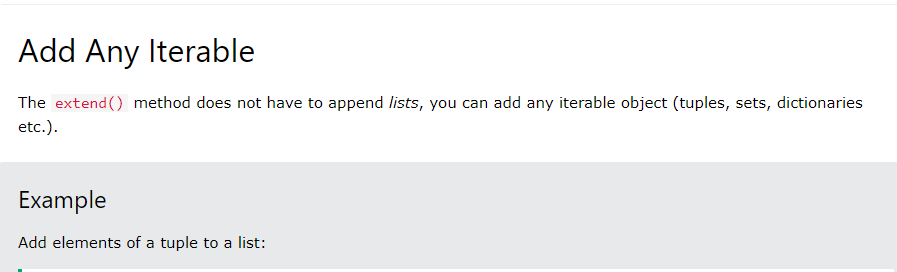 Add Any Iterable
The extend() method does not have to append lists, you can add any iterable object (tuples, sets, dictionaries
etc.).
Example
Add elements of a tuple to a list: